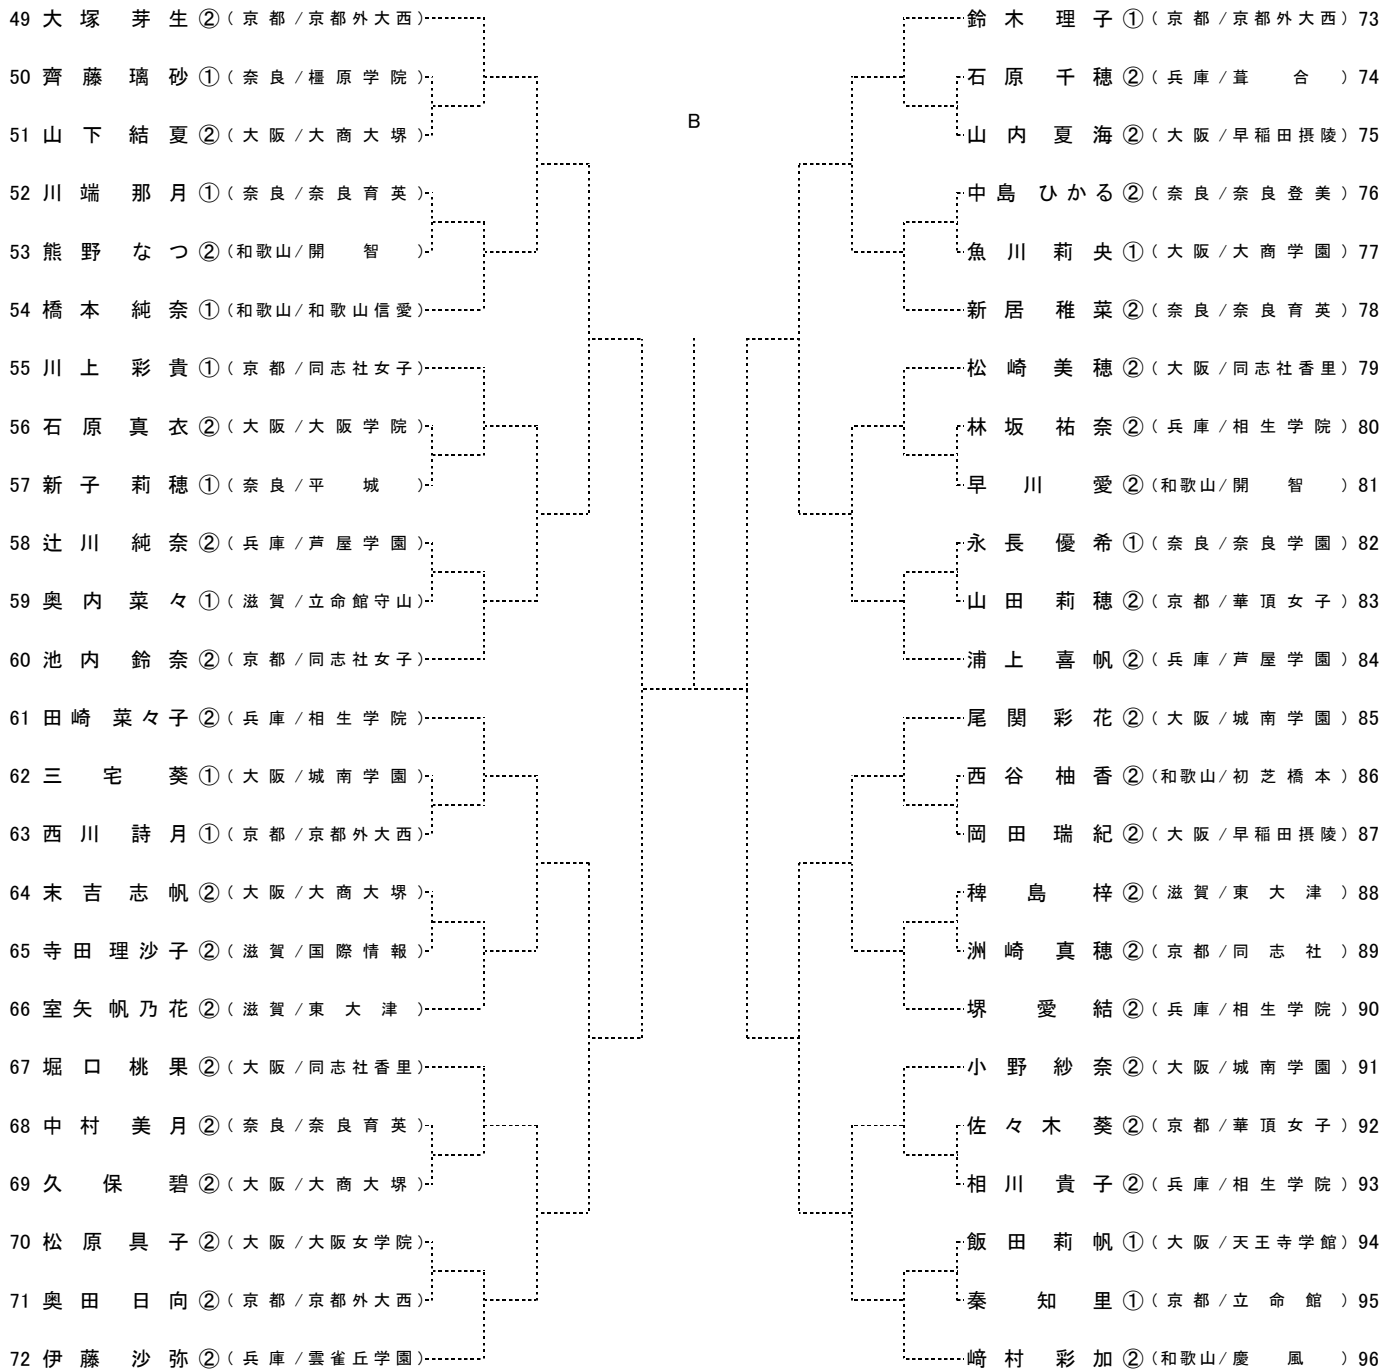 49 大塚 芽生 ② (京都/京都外大西)
50 齊藤 璃砂 ① (奈良/橿原学院)
51 山下 結夏 ② (大阪/大商大堺)
52 川端 那月 ① (奈良/奈良育英)
53 熊野 なつ ② (和歌山/開智)
54 橋本 純奈 ① (和歌山/和歌山信愛)
55 川上 彩貴 ① (京都/同志社女子)
56 石原 真衣 ② (大阪/大阪学院)
57 新子 莉穂 ① (奈良/平城)
58 辻川 純奈 ② (兵庫/芦屋学園)
59 奥内 菜々 ① (滋賀/立命館守山)
60 池内 鈴奈 ② (京都/同志社女子)
61 田崎 菜々子 ② (兵庫/相生学院)
62 三宅 葵 ① (大阪/城南学園)
63 西川 詩月 ① (京都/京都外大西)
64 末吉 志帆 ② (大阪/大商大堺)
65 寺田 理沙子 ② (滋賀/国際情報)
66 室矢 帆乃花 ② (滋賀/東大津)
67 堀口 桃果 ② (大阪/同志社香里)
68 中村 美月 ② (奈良/奈良育英)
69 久保 碧 ② (大阪/大商大堺)
70 松原 具子 ② (大阪/大阪女学院)
71 奥田 日向 ② (京都/京都外大西)
72 伊藤 沙弥 ② (兵庫/雲雀丘学園)
B
鈴木 理子 ① (京都/京都外大西) 73
石原 千穂 ② (兵庫/葺合) 74
山内 夏海 ② (大阪/早稲田摂陵) 75
中島 ひかる ② (奈良/奈良登美) 76
魚川 莉央 ① (大阪/大商学園) 77
新居 稚菜 ② (奈良/奈良育英) 78
松崎 美穂 ② (大阪/同志社香里) 79
林坂 祐奈 ② (兵庫/相生学院) 80
早川 愛 ② (和歌山/開智) 81
永長 優希 ① (奈良/奈良学園) 82
山田 莉穂 ② (京都/華頂女子) 83
浦上 喜帆 ② (兵庫/芦屋学園) 84
尾関 彩花 ② (大阪/城南学園) 85
西谷 柚香 ② (和歌山/初芝橋本) 86
岡田 瑞紀 ② (大阪/早稲田摂陵) 87
稗島 梓 ② (滋賀/東大津) 88
洲崎 真穂 ② (京都/同志社) 89
堺 愛結 ② (兵庫/相生学院) 90
小野 紗奈 ② (大阪/城南学園) 91
佐々木 葵 ② (京都/華頂女子) 92
相川 貴子 ② (兵庫/相生学院) 93
飯田 莉帆 ① (大阪/天王寺学館) 94
秦 知里 ① (京都/立命館) 95
﨑村 彩加 ② (和歌山/慶風) 96